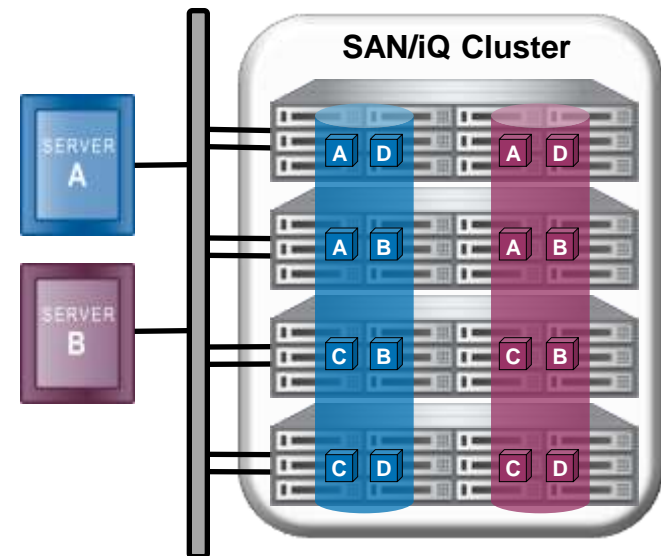 SAN/iQ Cluster
SERVER
A
A D A D
A B A B
SERVER
B
C B C B
C D C D